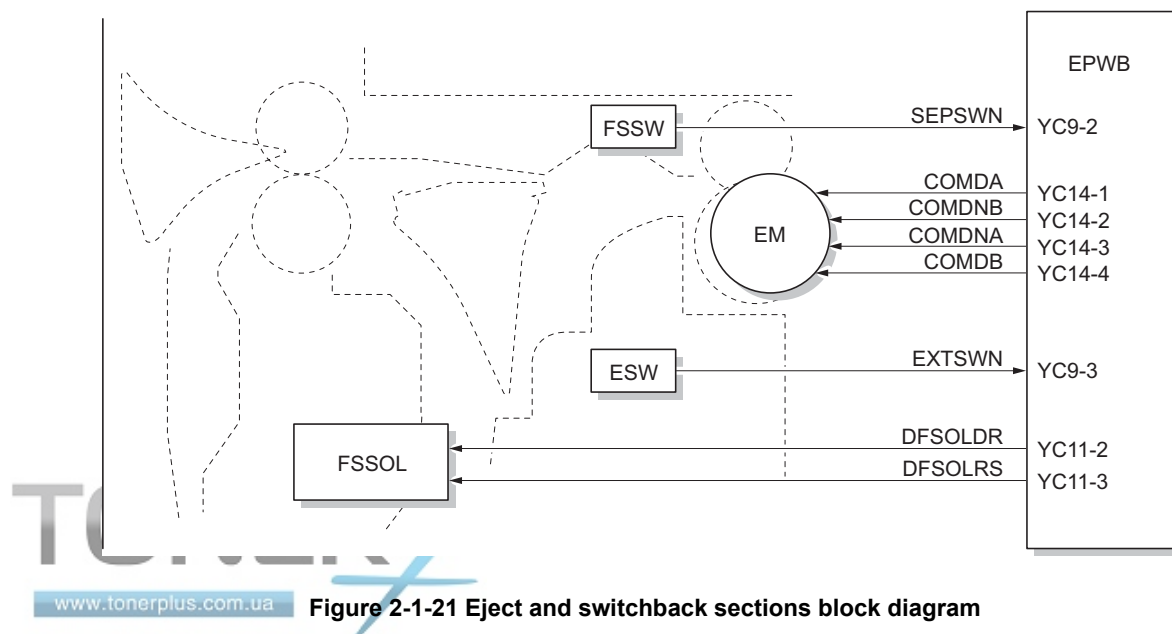 EPWB
FSSW
SEPSWN
YC9-2
COMDA
YC14-1
COMDNB
YC14-2
EM
COMDNA
YC14-3
COMDB
YC14-4
ESW
EXTSWN
YC9-3
FSSOL
DFSOLDR
YC11-2
DFSOLRS
YC11-3
TONER
www.tonerplus.com.ua
Figure 2-1-21 Eject and switchback sections block diagram